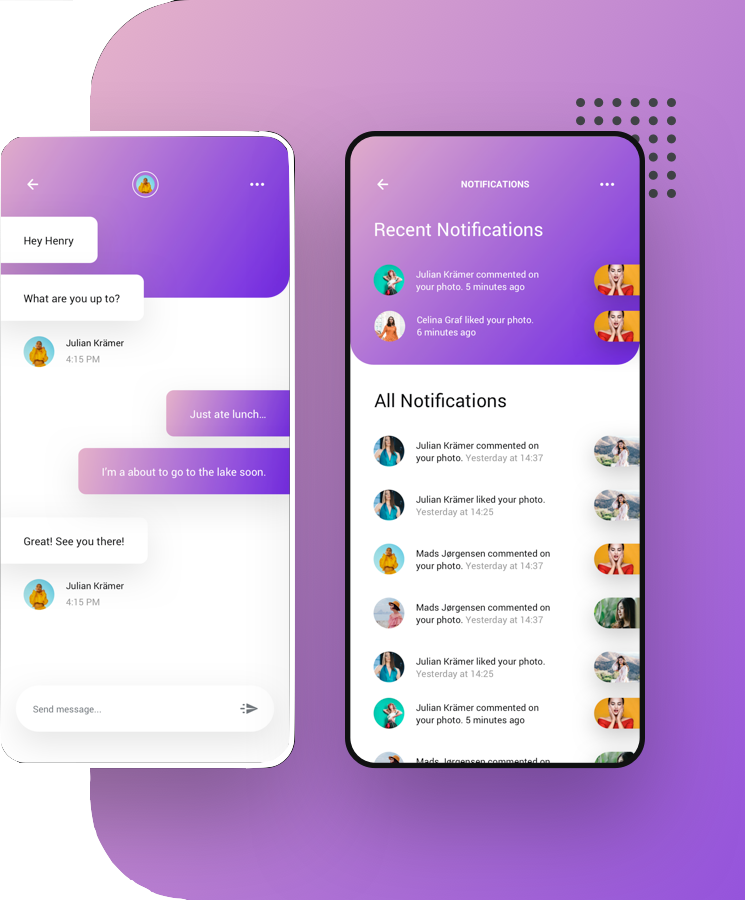 Hey Henry
What are you up to?
Julian Krämer
4:15 PM
Just ate lunch...
I'm a about to go to the lake soon.
Great! See you there!
Julian Krämer
4:15 PM
Send message...
NOTIFICATIONS
Recent Notifications
Julian Krämer commented on
your photo. 5 minutes ago
Celina Graf liked your photo.
6 minutes ago
All Notifications
Julian Krämer commented on
your photo. Yesterday at 14:37
Julian Krämer liked your photo.
Yesterday at 14:25
Mads Jørgensen commented on
your photo. Yesterday at 14:37
Mads Jørgensen commented on
your photo. Yesterday at 14:37
Julian Krämer liked your photo.
Yesterday at 14:25
Julian Krämer commented on
your photo. 5 minutes ago
Mads Jørgensen commented on